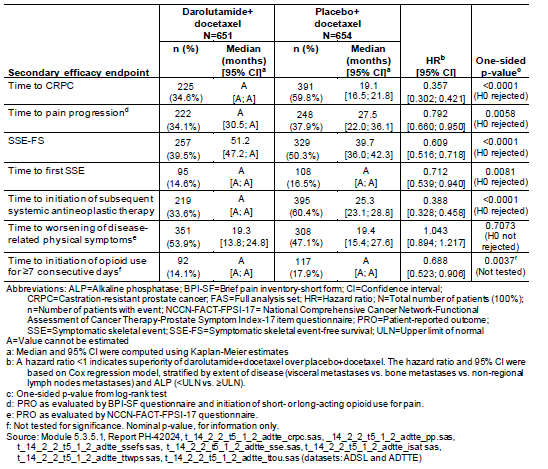 Darolutamide+
docetaxel
N=651
Placebo+
docetaxel
N=654
Secondary efficacy endpoint
n (%)
Median
(months)
[95% CI]a
n (%)
Median
(months)
[95% CI]a
HRb
[95% CI]
One-sided
p-valuec
Time to CRPC
225
(34.6%)
A
[A; A]
391
(59.8%)
19.1
[16.5; 21.8]
0.357
[0.302; 0.421]
<0.0001
(H0 rejected)
Time to pain progressiond
222
(34.1%)
A
[30.5; A]
248
(37.9%)
27.5
[22.0; 36.1]
0.792
[0.660; 0.950]
0.0058
(H0 rejected)
SSE-FS
257
(39.5%)
51.2
[47.2; A]
329
(50.3%)
39.7
[36.0; 42.3]
0.609
[0.516; 0.718]
<0.0001
(H0 rejected)
Time to first SSE
95
(14.6%)
A
[A; A]
108
(16.5%)
A
[A; A]
0.712
[0.539; 0.940]
0.0081
(H0 rejected)
Time to initiation of subsequent
systemic antineoplastic therapy
219
(33.6%)
A
[A; A]
395
(60.4%)
25.3
[23.1; 28.8]
0.388
[0.328; 0.458]
<0.0001
(H0 rejected)
Time to worsening of disease-
related physical symptomse
351
(53.9%)
19.3
[13.8; 24.8]
308
(47.1%)
19.4
[15.4; 27.6]
1.043
[0.894; 1.217]
0.7073
(H0 not
rejected)
Time to initiation of opioid use for
≥7 consecutive daysf
92
(14.1%)
A
[A; A]
117
(17.9%)
A
[A; A]
0.688
[0.523; 0.906]
0.0037f
(Not tested)
Abbreviations: ALP=Alkaline phosphatase; BPI-SF=Brief pain inventory-short form; CI=Confidence interval;
CRPC=Castration-resistant prostate cancer; FAS=Full analysis set; HR=Hazard ratio; N=Total number of patients (100%);
n=Number of patients with event; NCCN-FACT-FPSI-17= National Comprehensive Cancer Network-Functional
Assessment of Cancer Therapy-Prostate Symptom Index-17 item questionnaire; PRO=Patient-reported outcome;
SSE=Symptomatic skeletal event; SSE-FS=Symptomatic skeletal event-free survival; ULN=Upper limit of normal
A=Value cannot be estimated
a: Median and 95% CI were computed using Kaplan-Meier estimates
b: A hazard ratio <1 indicates superiority of darolutamide+docetaxel over placebo+docetaxel. The hazard ratio and 95% CI were
based on Cox regression model, stratified by extent of disease (visceral metastases vs. bone metastases vs. non-regional
lymph nodes metastases) and ALP (<ULN vs. ≥ULN).
c: One-sided p-value from log-rank test
d: PRO as evaluated by BPI-SF questionnaire and initiation of short- or long-acting opioid use for pain.
e: PRO as evaluated by NCCN-FACT-FPSI-17 questionnaire.
f: Not tested for significance. Nominal p-value, for information only.
Source: Module 5.3.5.1, Report PH-42024, t_14_2_2_t5_1_2_adtte_crpc.sas, _14_2_2_t5_1_2_adtte_pp.sas,
t_14_2_2_t5_1_2_adtte_ssefs.sas, t_14_2_2_t5_1_2_adtte_sse.sas, t_14_2_2_t5_1_2_adtte_isat.sas,
t_14_2_2_t5_1_2_adtte_ttwps.sas, t_14_2_2_t5_1_2_adtte_ttou.sas (datasets: ADSL and ADTTE)